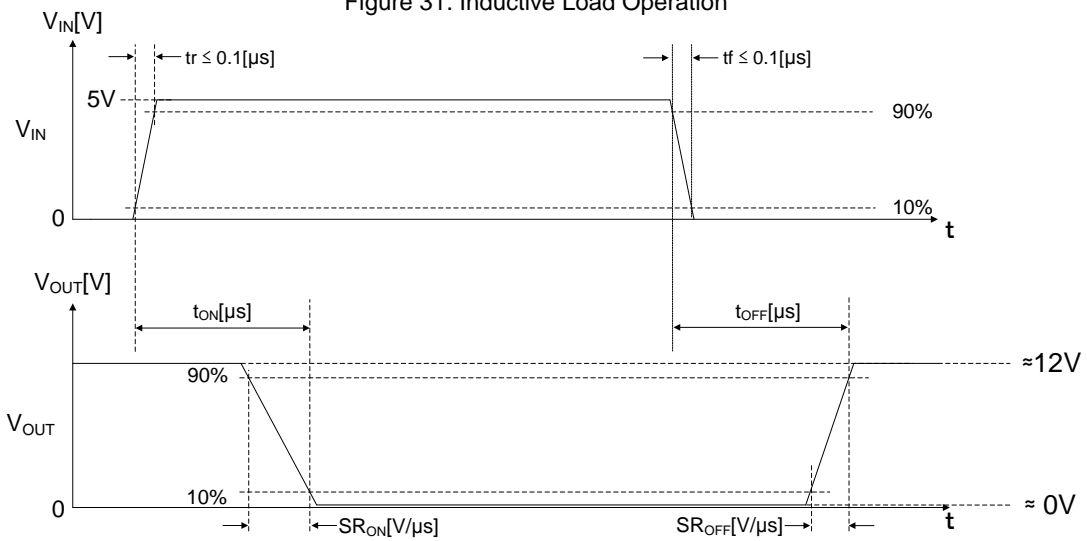 Figure 31. Inductive Load Operation
V_IN[V]
tr ≤ 0.1[µs]
tf ≤ 0.1[µs]
5V
90%
V_IN
10%
0
t
V_OUT[V]
t_ON[µs]
t_OFF[µs]
≈12V
90%
V_OUT
10%
≈ 0V
0
t
SR_ON[V/µs]
SR_OFF[V/µs]